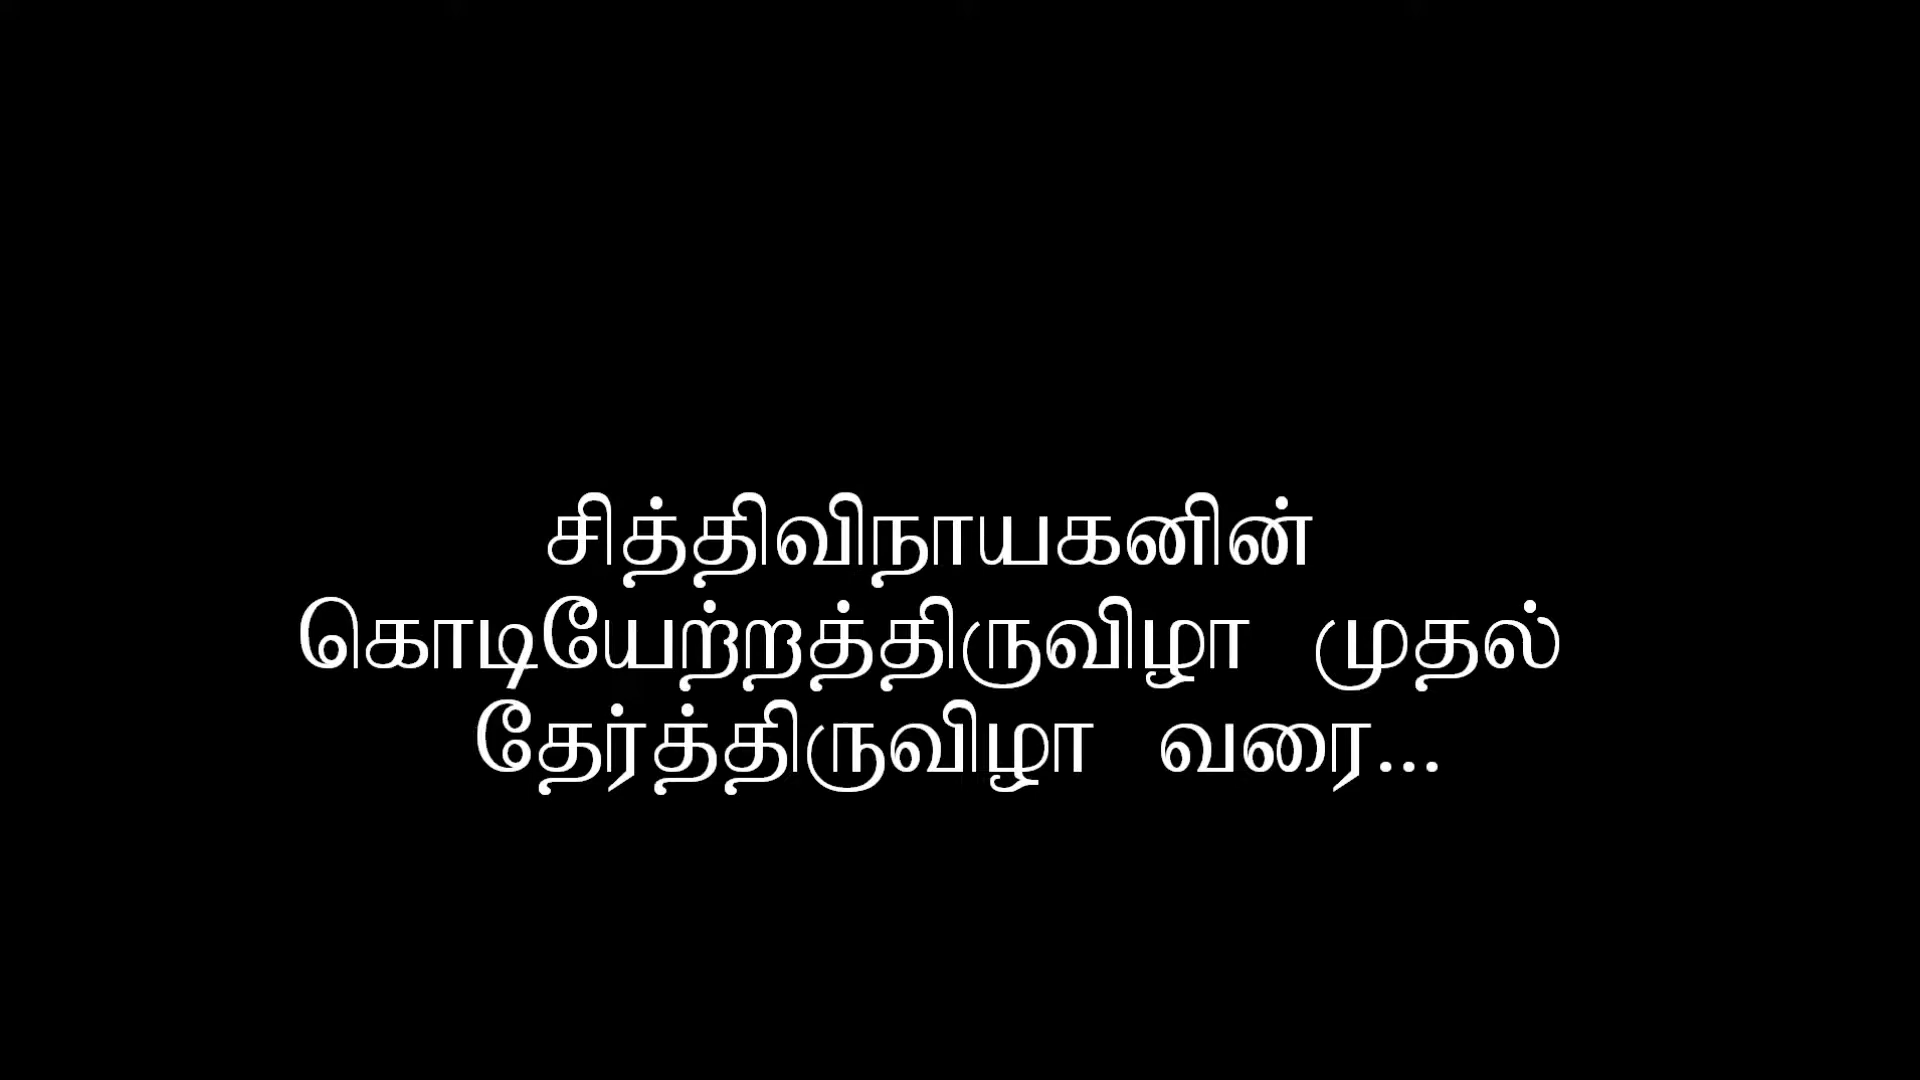 சித்திவிநாயகனின்
கொடியேற்றத்திருவிழா முதல்
தேர்த்திருவிழா வரை...